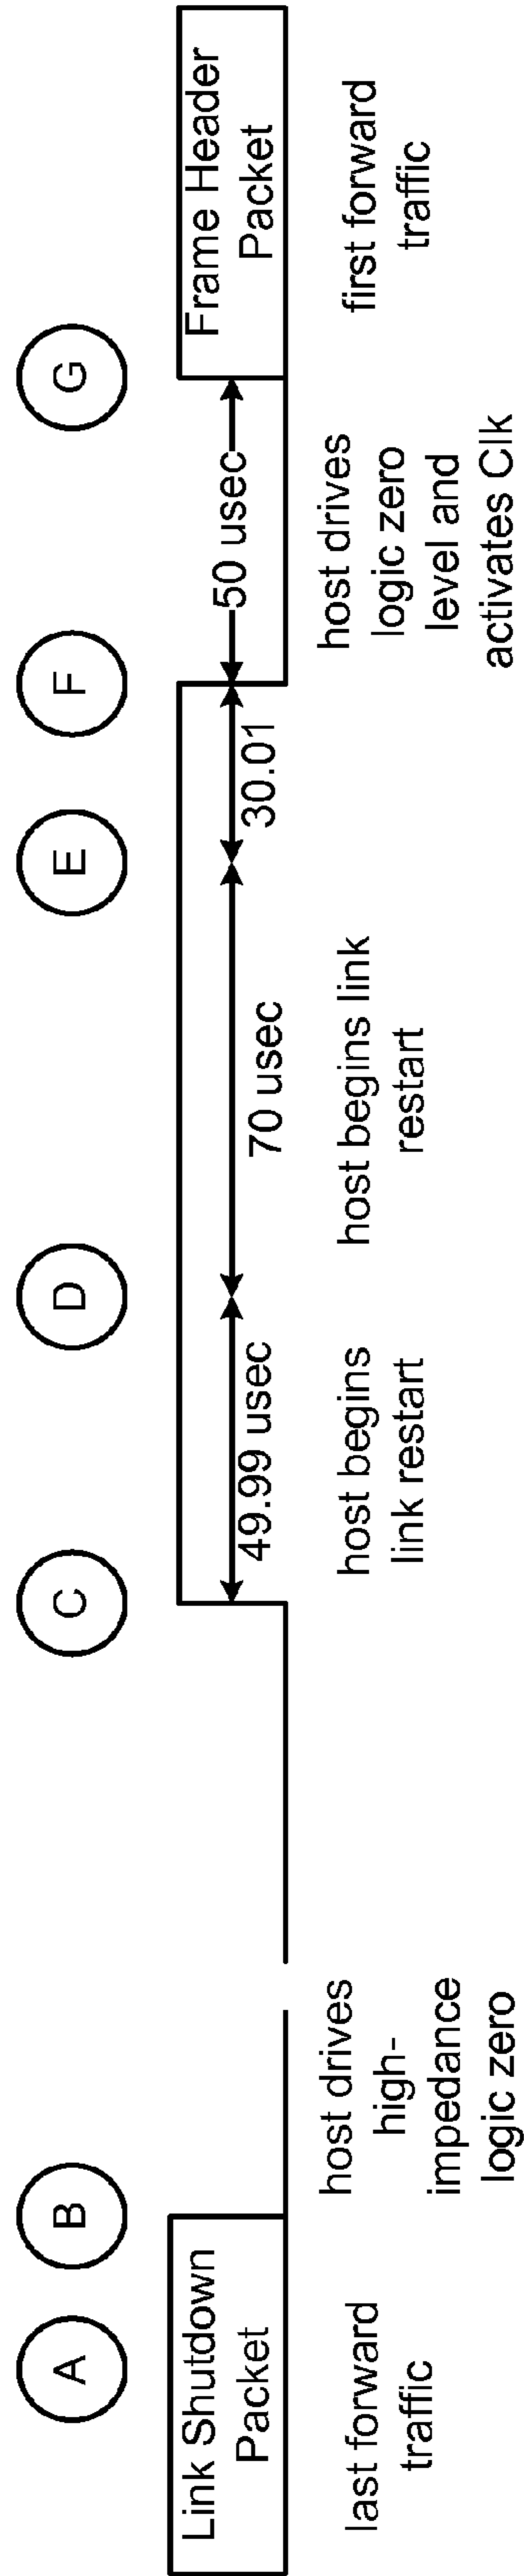 A
B
C
D
E
F
G
Link Shutdown
Packet
49.99 usec
70 usec
30.01
50 usec
Frame Header
Packet
last forward
traffic
host drives
high-
impedance
logic zero
host begins
link restart
host begins link
restart
host drives
logic zero
level and
activates Clk
first forward
traffic